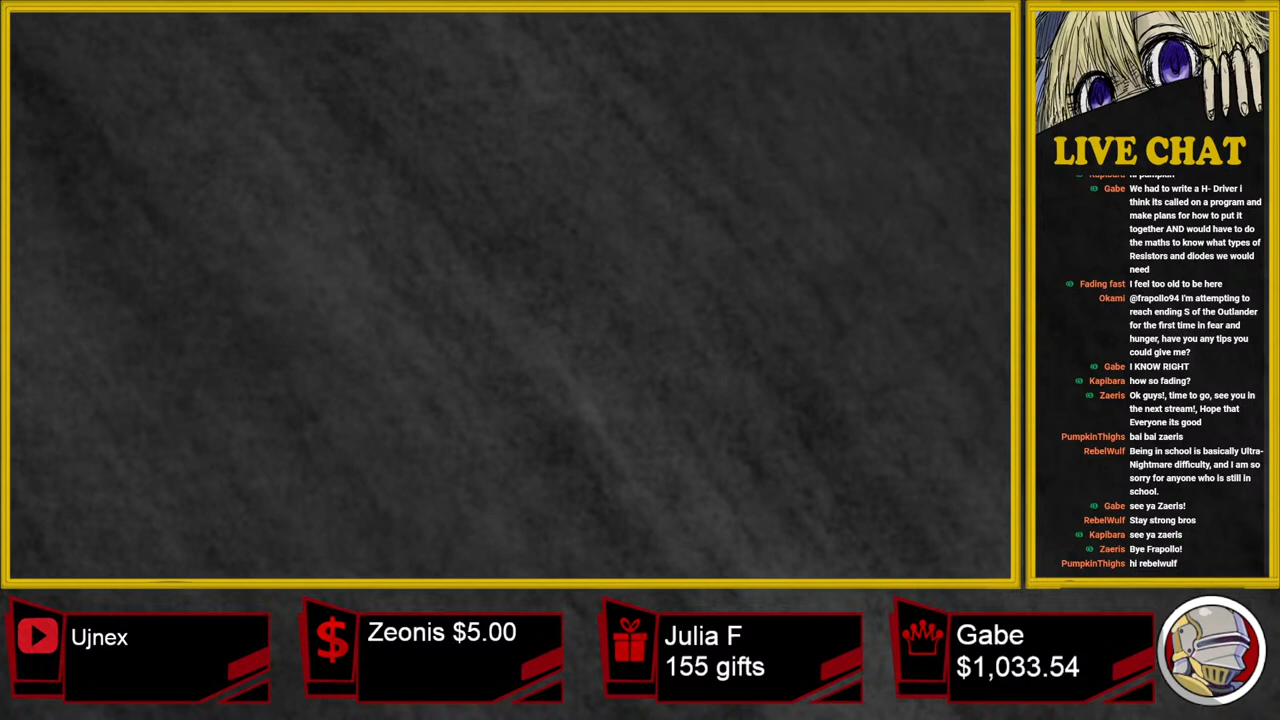 LIVE CHAT
Kapibara hi pumpkin
Gabe We had to write a H- Driver i
think its called on a program and
make plans for how to put it
together AND would have to do
the maths to know what types of
Resistors and diodes we would
need
Fading fast I feel too old to be here
Okami @frapollo94 I'm attempting to
reach ending S of the Outlander
for the first time in fear and
hunger, have you any tips you
could give me?
Gabe I KNOW RIGHT
Kapibara how so fading?
Zaeris Ok guys!, time to go, see you in
the next stream!, Hope that
Everyone its good
PumpkinThighs bai bai zaeris
RebelWulf Being in school is basically Ultra-
Nightmare difficulty, and I am so
sorry for anyone who is still in
school.
Gabe see ya Zaeris!
RebelWulf Stay strong bros
Kapibara see ya zaeris
Zaeris Bye Frapollo!
PumpkinThighs hi rebelwulf
Ujnex
$ Zeonis $5.00
Julia F
155 gifts
Gabe
$1,033.54